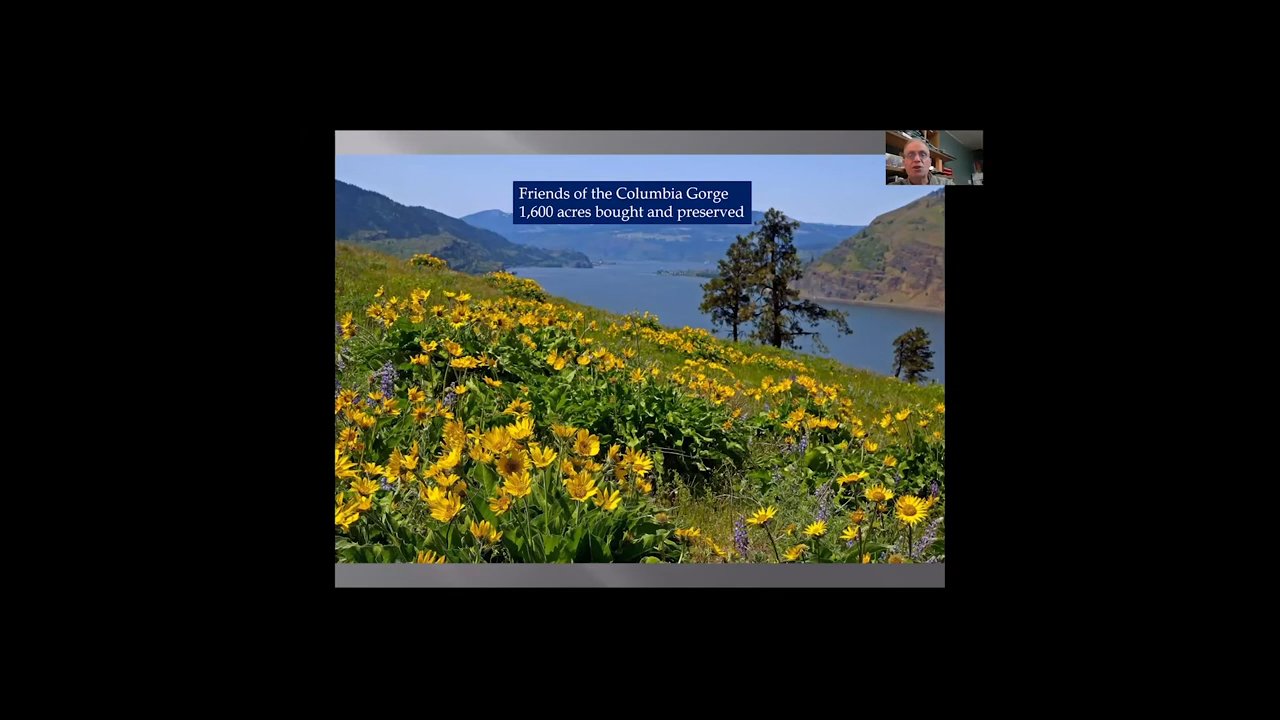 Friends of the Columbia Gorge
1,600 acres bought and preserved